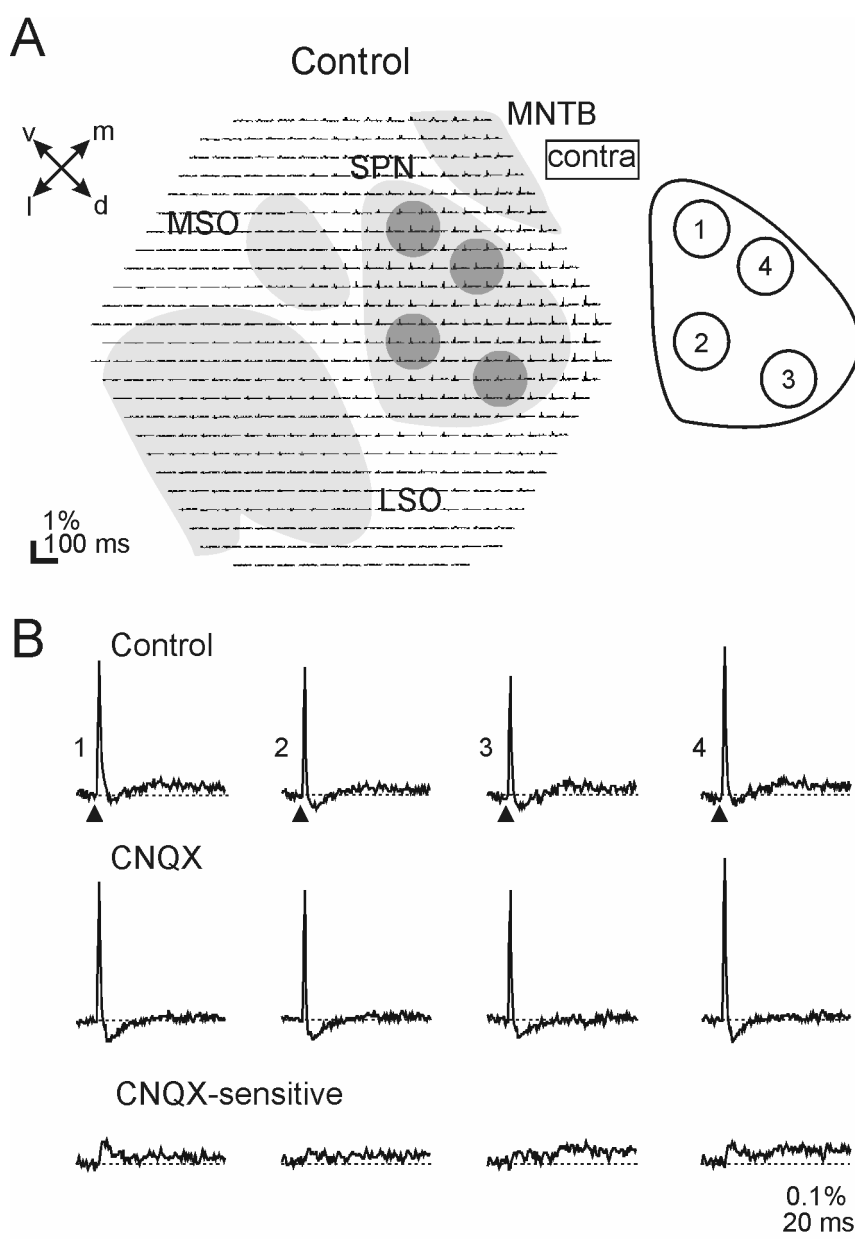 A
Control
v
m
l
d
MNTB
contra
SPN
MSO
LSO
1
4
2
3
1%
100 ms
B
Control
1
2
3
4
CNQX
CNQX-sensitive
0.1%
20 ms